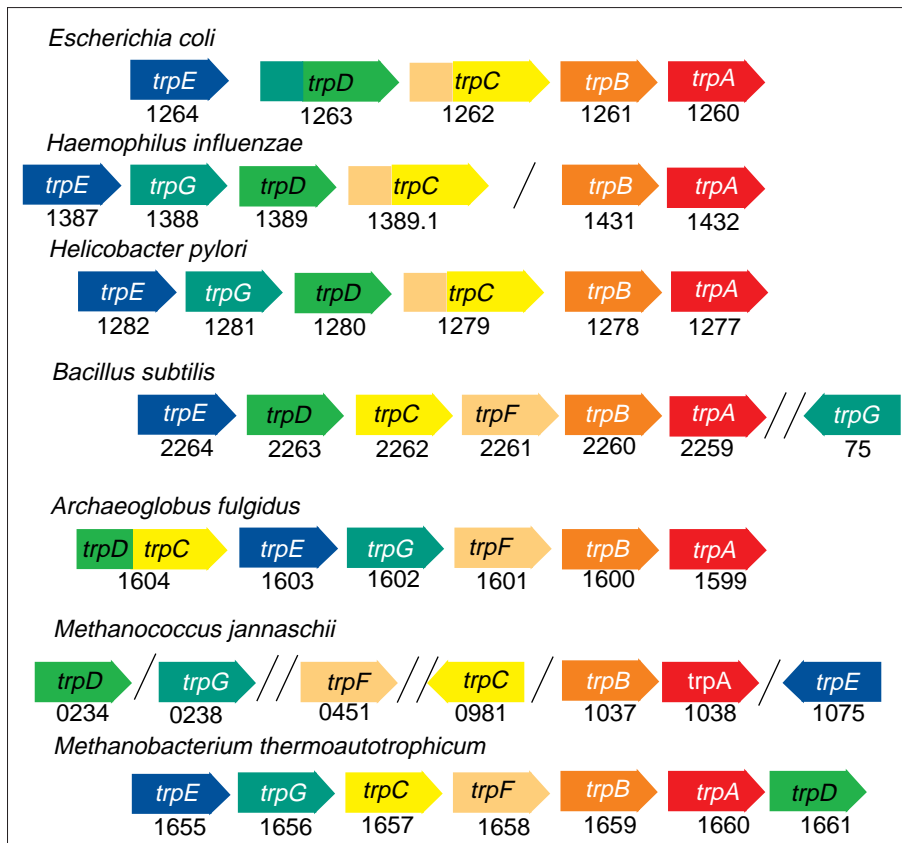 Escherichia coli
trpE trpD trpC trpB trpA
1264 1263 1262 1261 1260
Haemophilus influenzae
trpE trpG trpD trpC trpB trpA
1387 1388 1389 1389.1 1431 1432
Helicobacter pylori
trpE trpG trpD trpC trpB trpA
1282 1281 1280 1279 1278 1277
Bacillus subtilis
trpE trpD trpC trpF trpB trpA trpG
2264 2263 2262 2261 2260 2259 75
Archaeoglobus fulgidus
trpD trpC trpE trpG trpF trpB trpA
1604 1603 1602 1601 1600 1599
Methanococcus jannaschii
trpD trpG trpF trpC trpB trpA trpE
0234 0238 0451 0981 1037 1038 1075
Methanobacterium thermoautotrophicum
trpE trpG trpC trpF trpB trpA trpD
1655 1656 1657 1658 1659 1660 1661